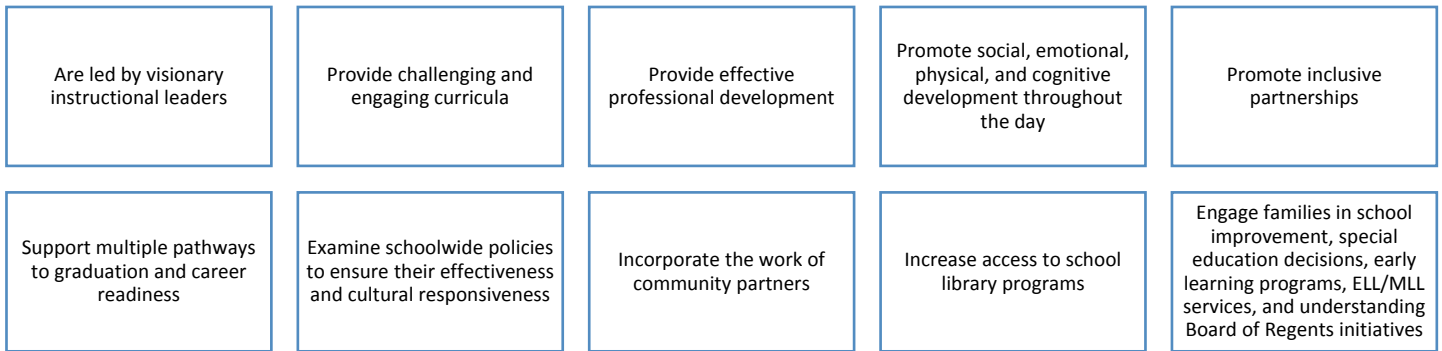 Are led by visionary
instructional leaders
Provide challenging and
engaging curricula
Provide effective
professional development
Promote social, emotional,
physical, and cognitive
development throughout
the day
Promote inclusive
partnerships
Support multiple pathways
to graduation and career
readiness
Examine schoolwide policies
to ensure their effectiveness
and cultural responsiveness
Incorporate the work of
community partners
Increase access to school
library programs
Engage families in school
improvement, special
education decisions, early
learning programs, ELL/MLL
services, and understanding
Board of Regents initiatives